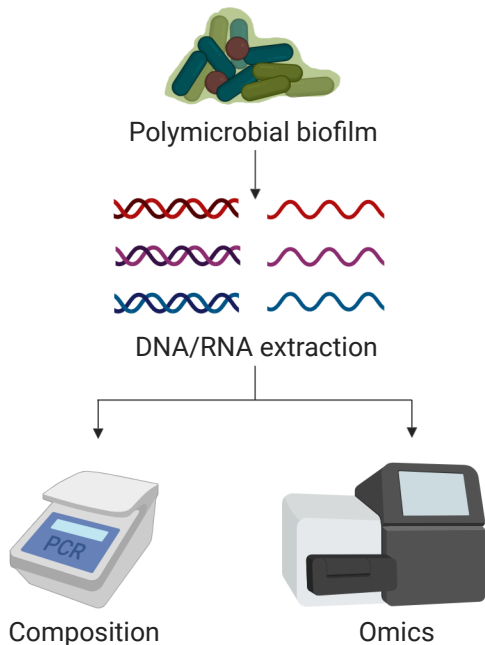 Polymicrobial biofilm
DNA/RNA extraction
PCR
Composition
Omics